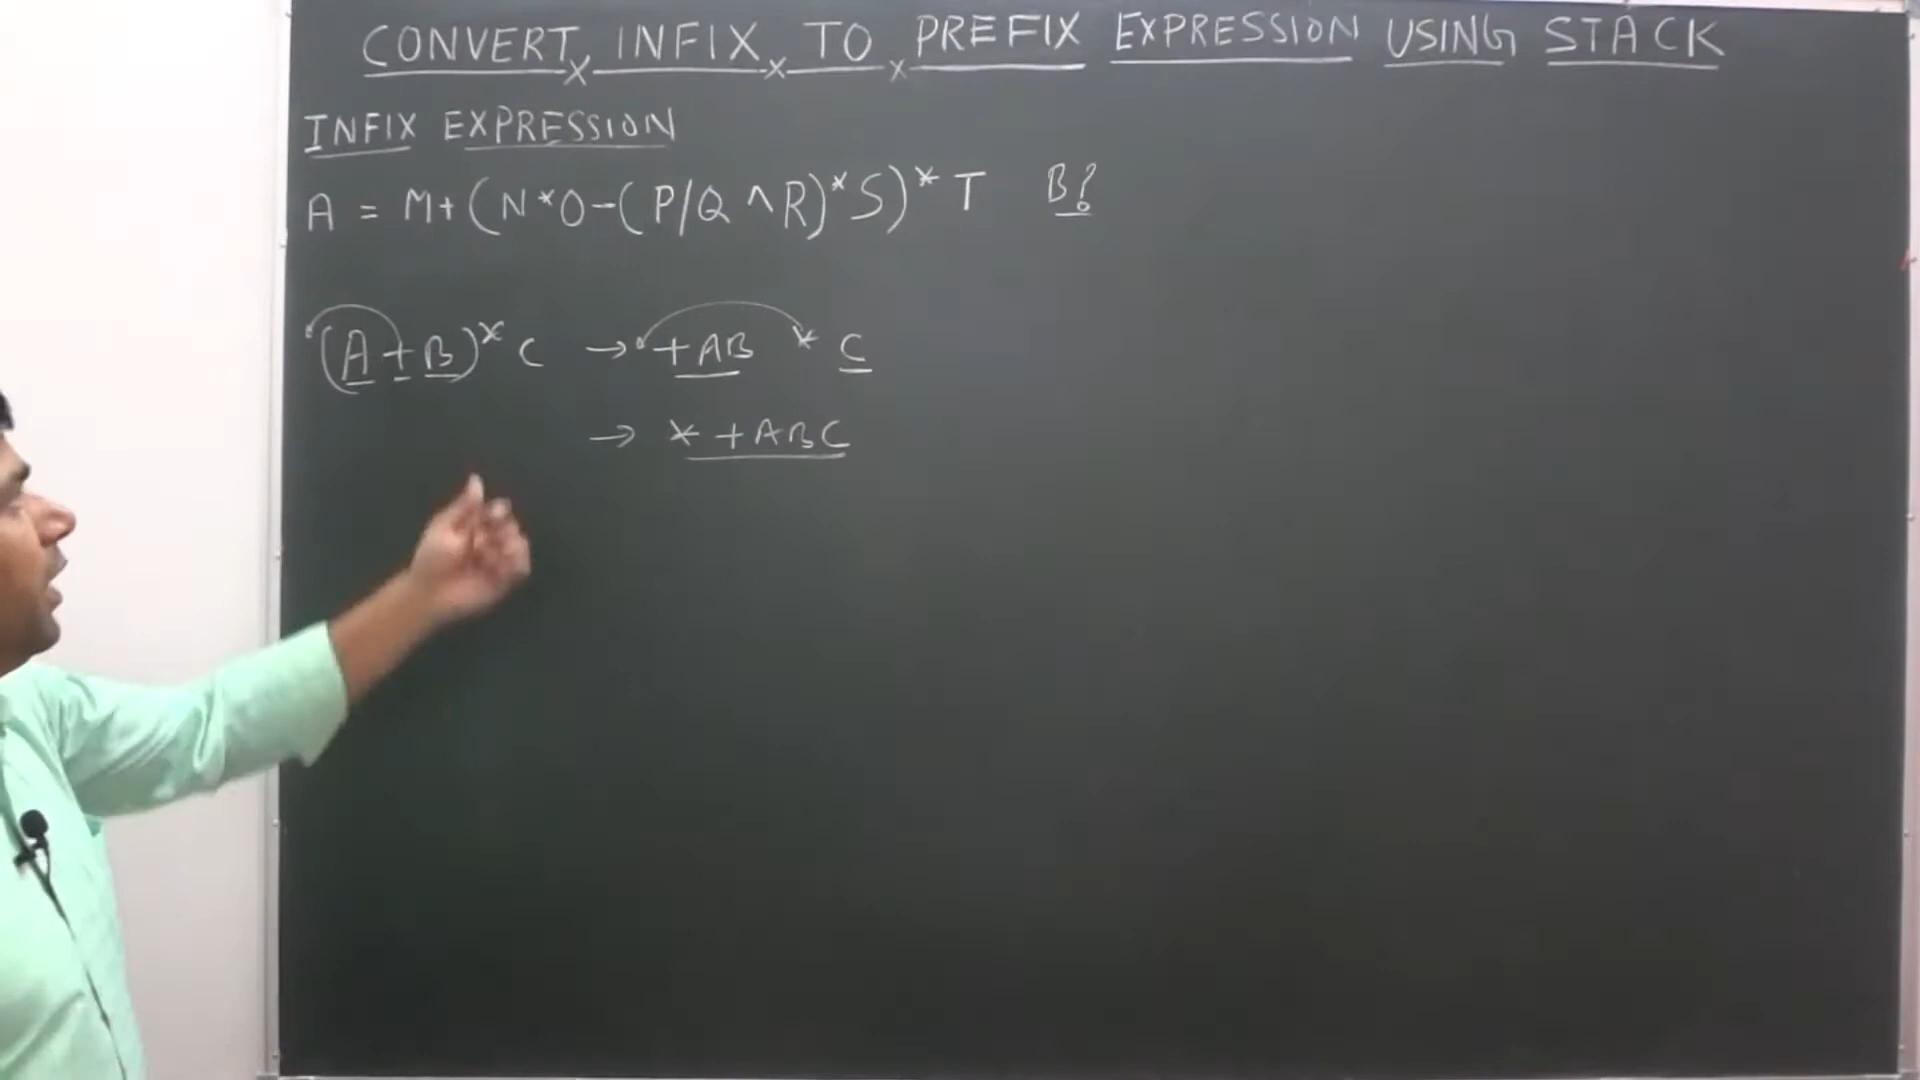 CONVERT INFIX TO PREFIX EXPRESSION USING STACK
INFIX EXPRESSION
A = M+(N*O-(P/Q ^R)*S)*T B?
(A+B)*C → +AB * C
→ *+ABC